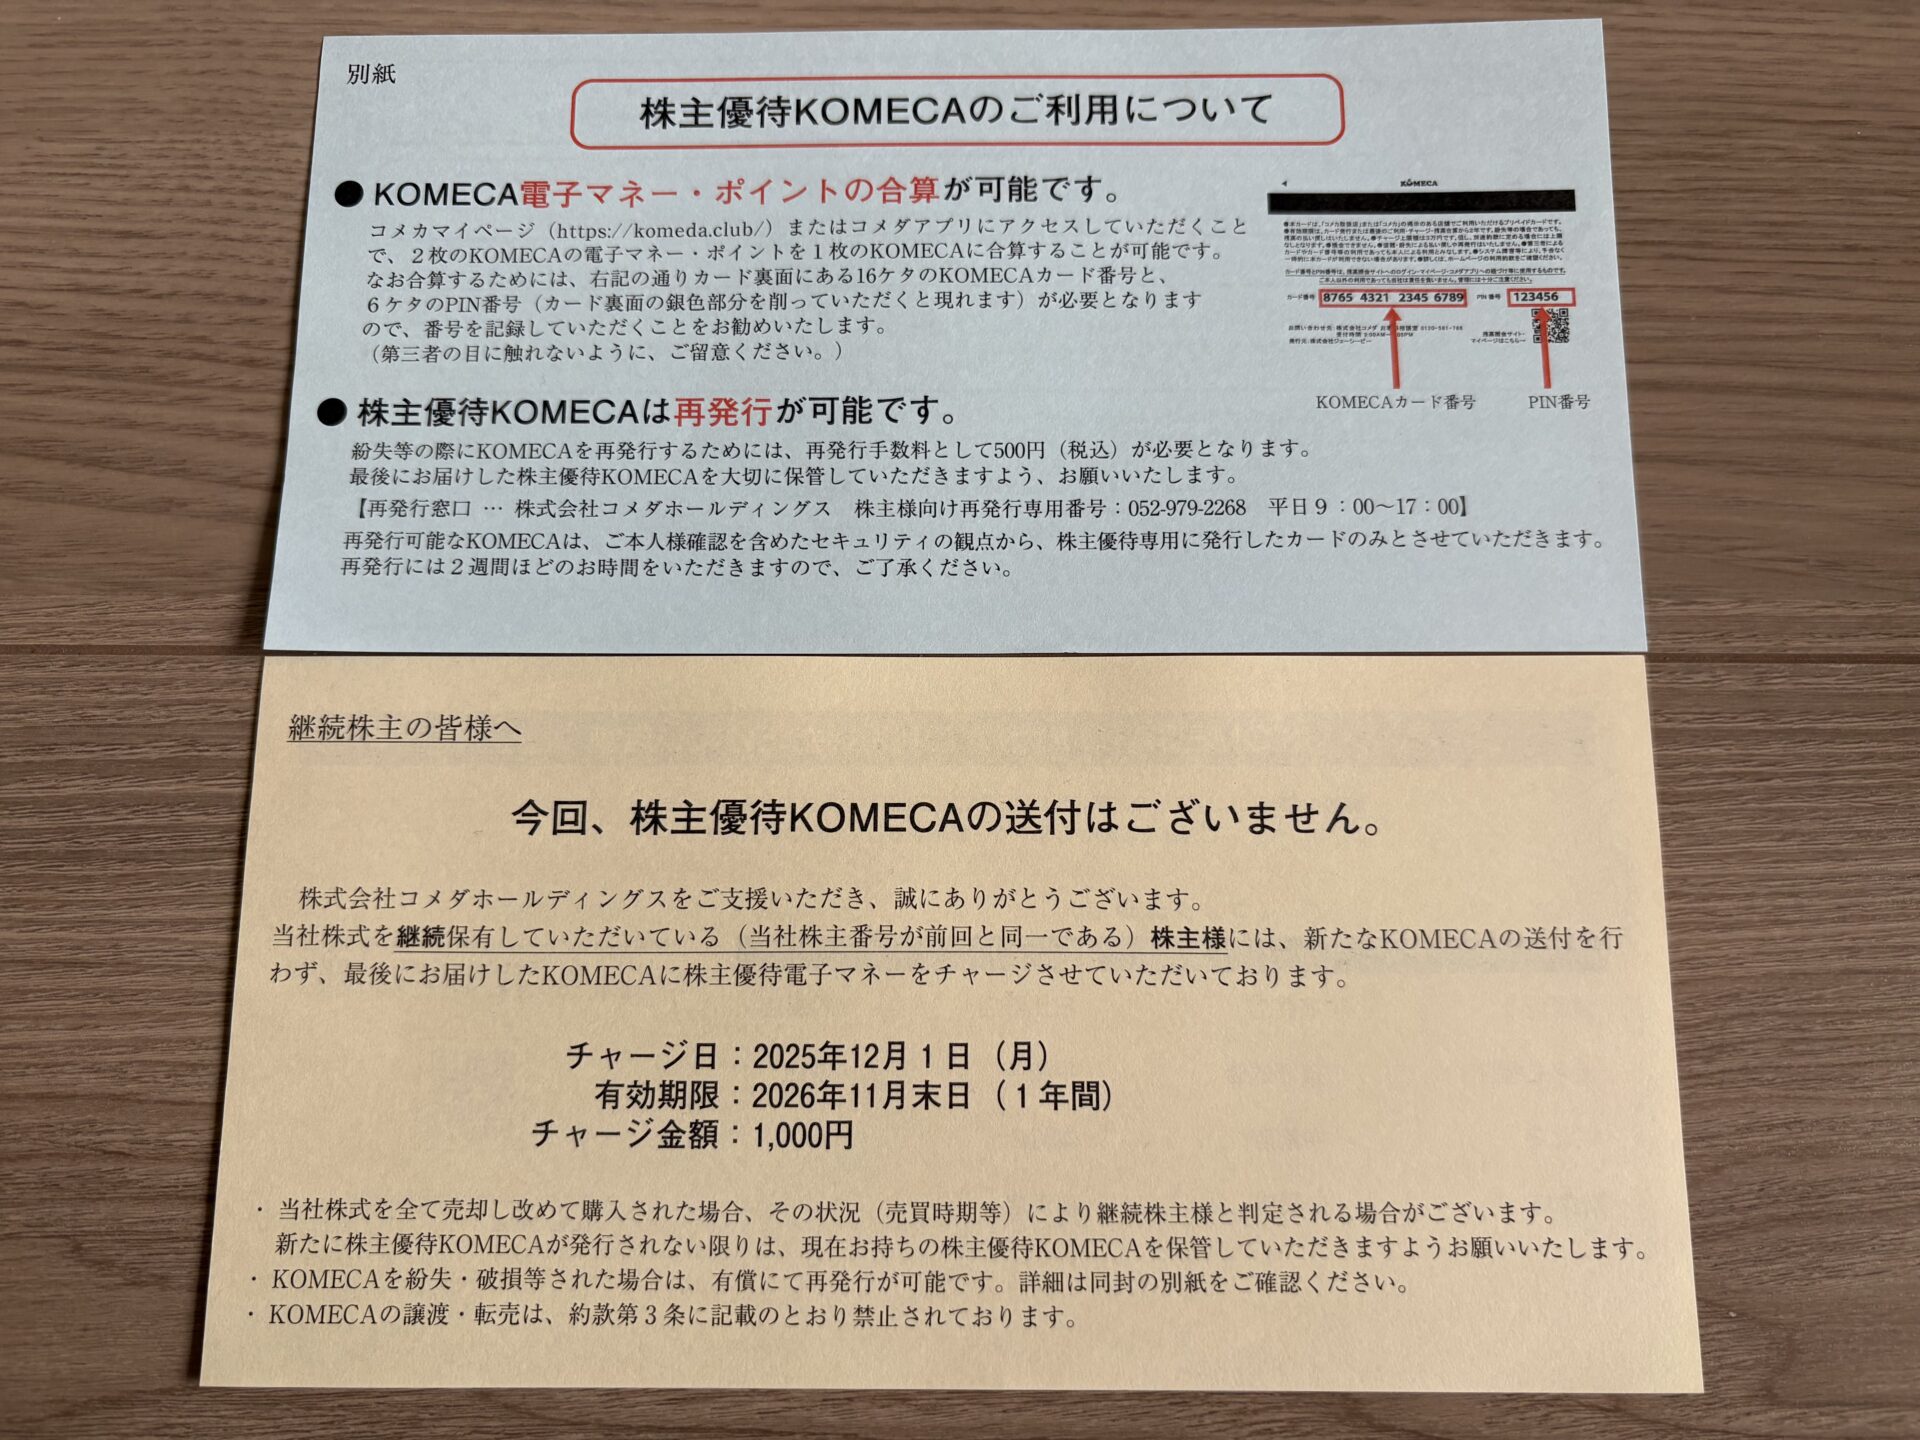 別紙
株主優待KOMECAのご利用について
●KOMECA電子マネー・ポイントの合算が可能です。
コメカマイページ（https://komeda.club/）またはコメダアプリにアクセスしていただくこと
で、２枚のKOMECAの電子マネー・ポイントを１枚のKOMECAに合算することが可能です。
なお合算するためには、右記の通りカード裏面にある16ケタのKOMECAカード番号と、
６ケタのPIN番号（カード裏面の銀色部分を削っていただくと現れます）が必要となります
ので、番号を記録していただくことをお勧めいたします。
（第三者の目に触れないように、ご留意ください。）
KOMECA
カード番号 8765 4321 2345 6789 PIN番号 123456
KOMECAカード番号 PIN番号
●株主優待KOMECAは再発行が可能です。
紛失等の際にKOMECAを再発行するためには、再発行手数料として500円（税込）が必要となります。
最後にお届けした株主優待KOMECAを大切に保管していただきますよう、お願いいたします。
【再発行窓口 … 株式会社コメダホールディングス 株主様向け再発行専用番号：052-979-2268 平日９：00～17：00】
再発行可能なKOMECAは、ご本人様確認を含めたセキュリティの観点から、株主優待専用に発行したカードのみとさせていただきます。
再発行には２週間ほどのお時間をいただきますので、ご了承ください。
継続株主の皆様へ
今回、株主優待KOMECAの送付はございません。
株式会社コメダホールディングスをご支援いただき、誠にありがとうございます。
当社株式を継続保有していただいている（当社株主番号が前回と同一である）株主様には、新たなKOMECAの送付を行
わず、最後にお届けしたKOMECAに株主優待電子マネーをチャージさせていただいております。
チャージ日：2025年12月１日（月）
有効期限：2026年11月末日（１年間）
チャージ金額：1,000円
・当社株式を全て売却し改めて購入された場合、その状況（売買時期等）により継続株主様と判定される場合がございます。
新たに株主優待KOMECAが発行されない限りは、現在お持ちの株主優待KOMECAを保管していただきますようお願いいたします。
・KOMECAを紛失・破損等された場合は、有償にて再発行が可能です。詳細は同封の別紙をご確認ください。
・KOMECAの譲渡・転売は、約款第３条に記載のとおり禁止されております。